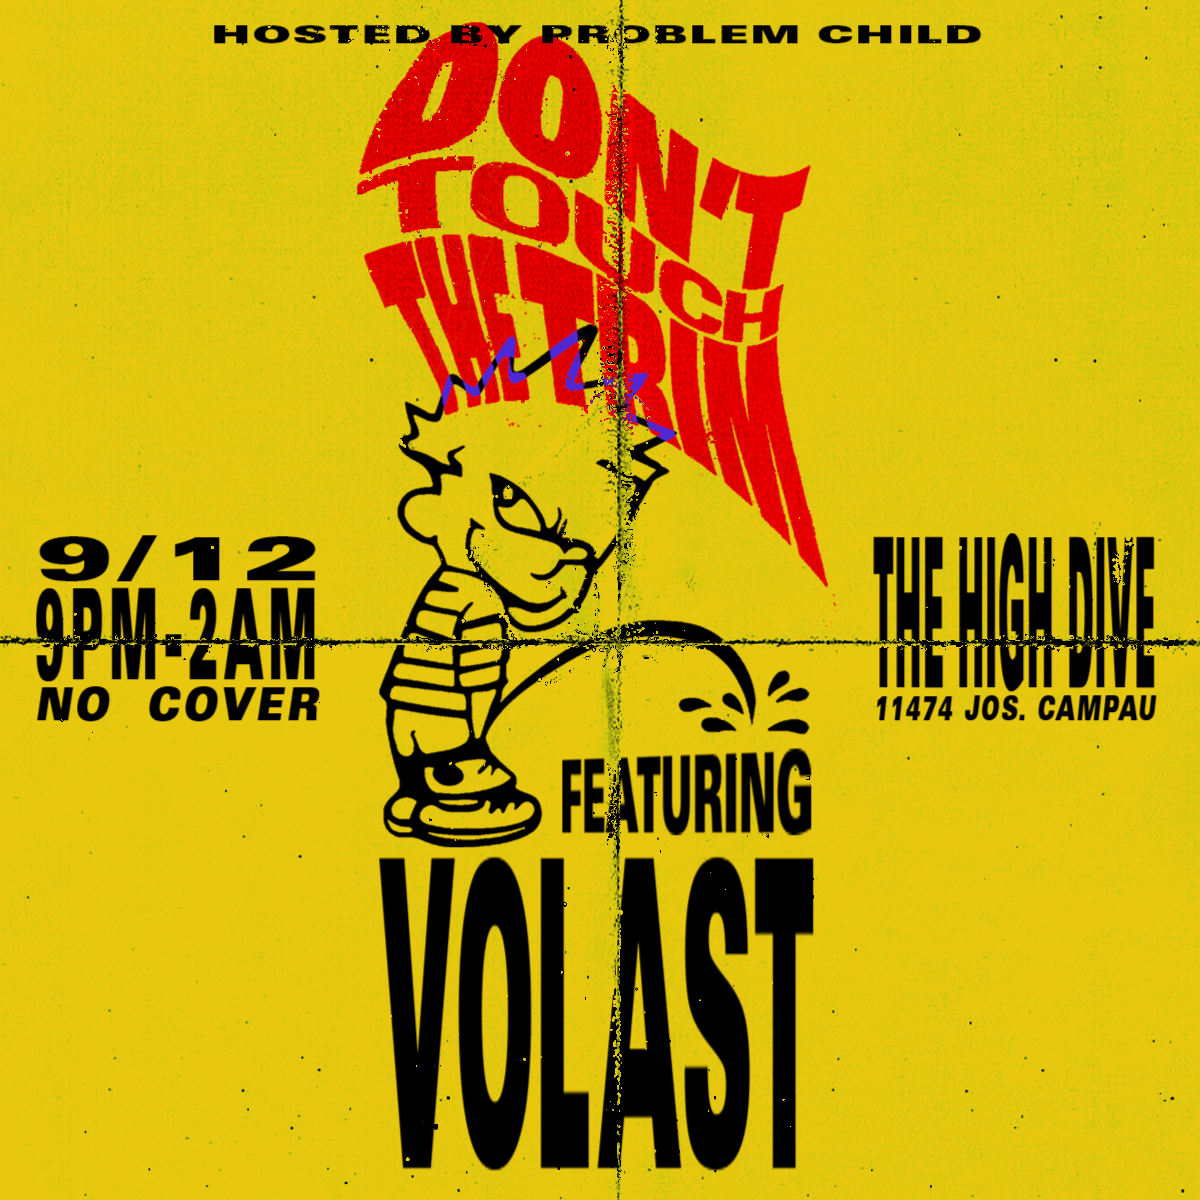 HOSTED BY PROBLEM CHILD
DON'T
TOUCH
THE TRIM
9/12
9PM-2AM
NO COVER
THE HIGH DIVE
11474 JOS. CAMPAU
FEATURING
VOLAST